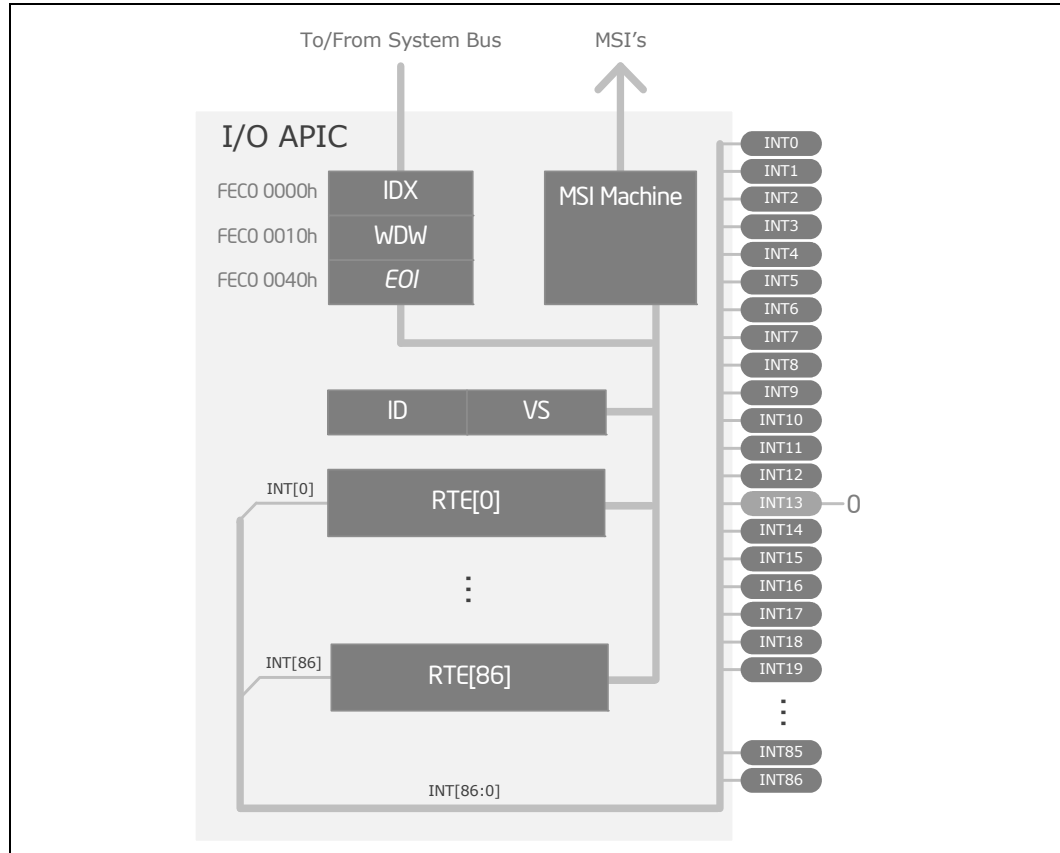 To/From System Bus
MSI's
I/O APIC
FEC0 0000h
IDX
FEC0 0010h
WDW
FEC0 0040h
EOI
MSI Machine
ID
VS
INT[0]
RTE[0]
⋮
INT[86]
RTE[86]
INT[86:0]
INT0
INT1
INT2
INT3
INT4
INT5
INT6
INT7
INT8
INT9
INT10
INT11
INT12
INT13
0
INT14
INT15
INT16
INT17
INT18
INT19
⋮
INT85
INT86